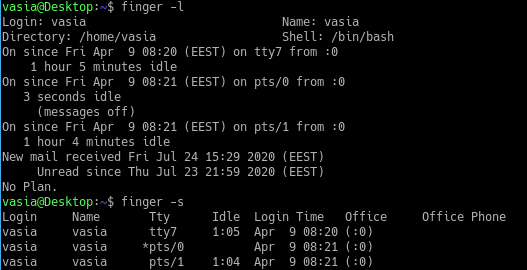 vasia@Desktop:~$ finger -l
Login: vasia                            Name: vasia
Directory: /home/vasia                  Shell: /bin/bash
On since Fri Apr  9 08:20 (EEST) on tty7 from :0
    1 hour 5 minutes idle
On since Fri Apr  9 08:21 (EEST) on pts/0 from :0
   3 seconds idle
     (messages off)
On since Fri Apr  9 08:21 (EEST) on pts/1 from :0
   1 hour 4 minutes idle
New mail received Fri Jul 24 15:29 2020 (EEST)
     Unread since Thu Jul 23 21:59 2020 (EEST)
No Plan.
vasia@Desktop:~$ finger -s
Login     Name       Tty      Idle  Login Time   Office     Office Phone
vasia     vasia      tty7     1:05  Apr  9 08:20 (:0)
vasia     vasia     *pts/0          Apr  9 08:21 (:0)
vasia     vasia      pts/1    1:04  Apr  9 08:21 (:0)